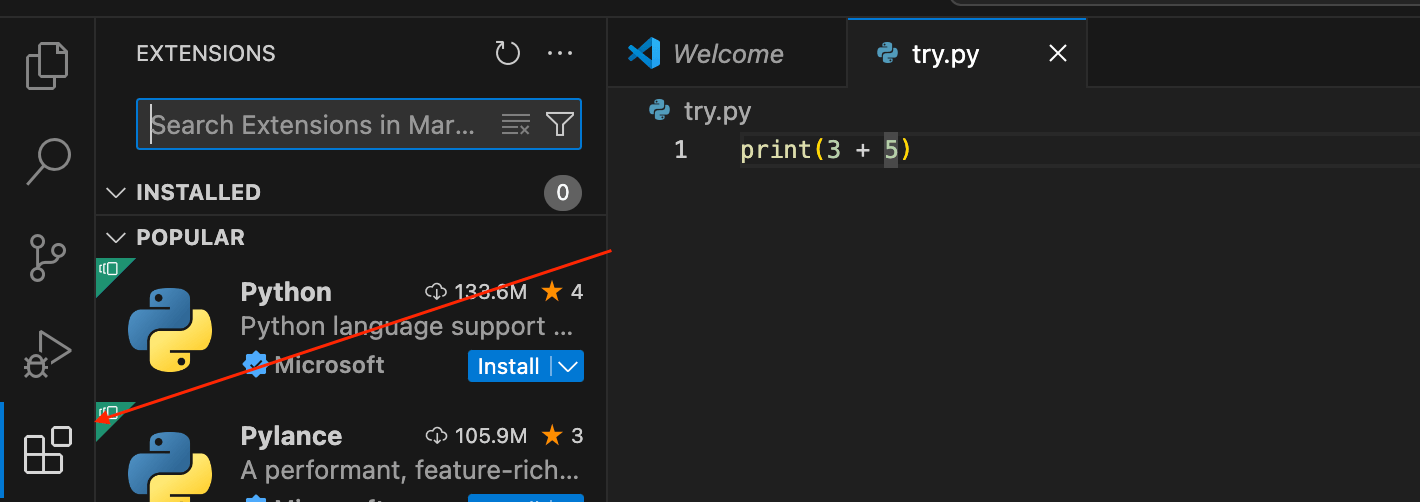 EXTENSIONS
Search Extensions in Mar...
INSTALLED 0
POPULAR
Python 133.6M 4
Python language support ...
Microsoft Install
Pylance 105.9M 3
A performant, feature-rich...
Welcome
try.py
try.py
1 print(3 + 5)